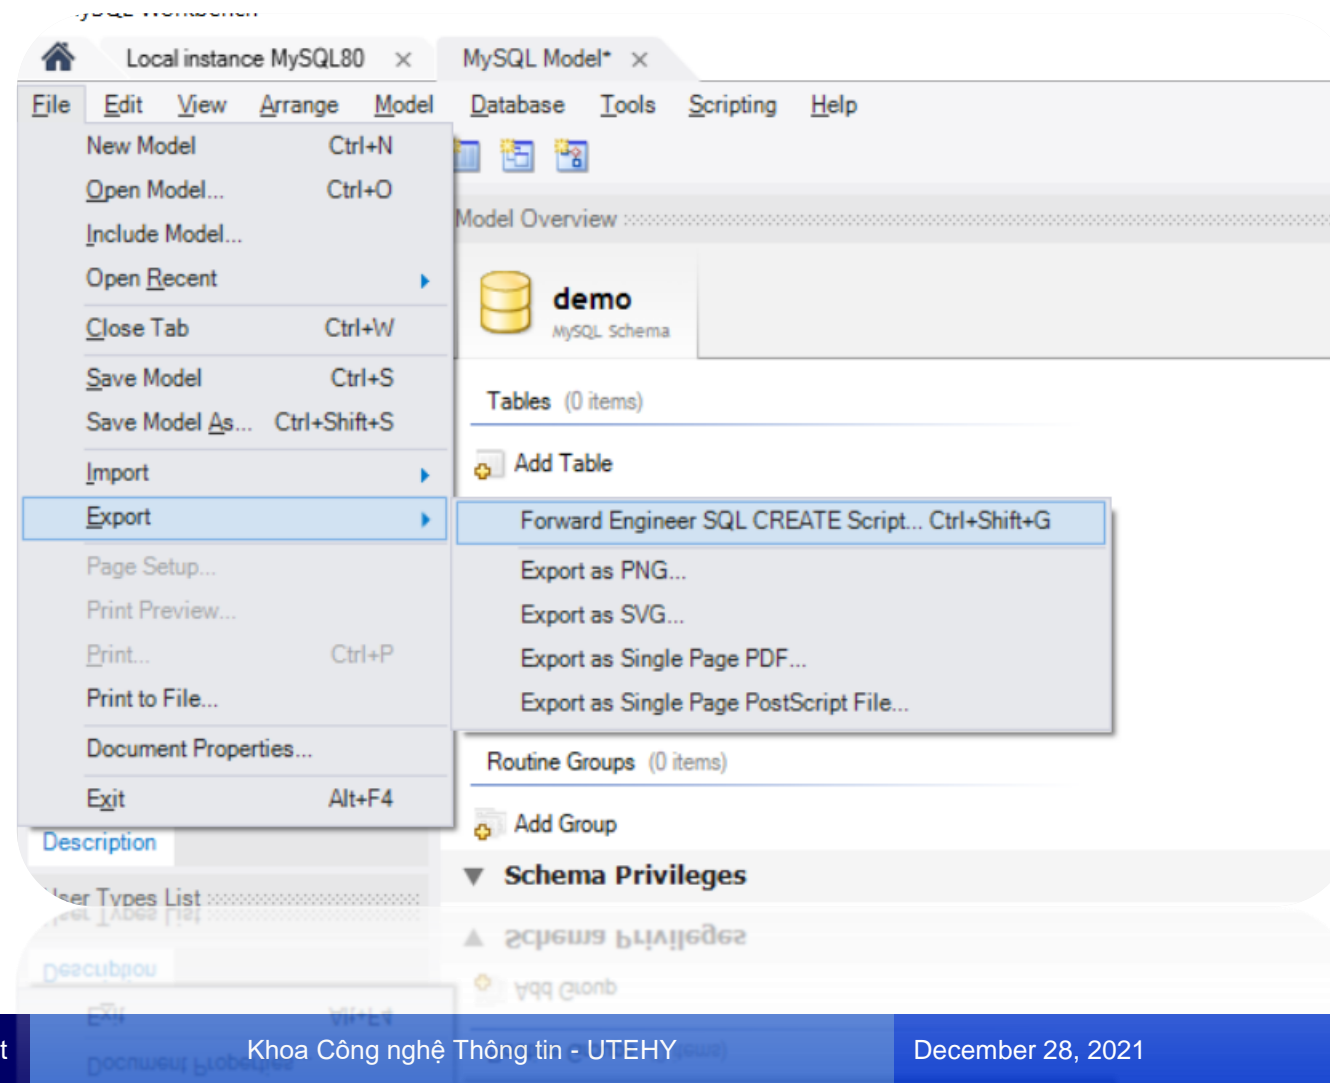 MySQL Workbench
Local instance MySQL80
MySQL Model*
File Edit View Arrange Model Database Tools Scripting Help
New Model Ctrl+N
Open Model... Ctrl+O
Include Model...
Open Recent
Close Tab Ctrl+W
Save Model Ctrl+S
Save Model As... Ctrl+Shift+S
Import
Export
Page Setup...
Print Preview...
Print... Ctrl+P
Print to File...
Document Properties...
Exit Alt+F4
Forward Engineer SQL CREATE Script... Ctrl+Shift+G
Export as PNG...
Export as SVG...
Export as Single Page PDF...
Export as Single Page PostScript File...
Model Overview
demo
MySQL Schema
Tables (0 items)
Add Table
Routine Groups (0 items)
Add Group
Schema Privileges
Description
User Types List
t
Khoa Công nghệ Thông tin - UTEHY
December 28, 2021